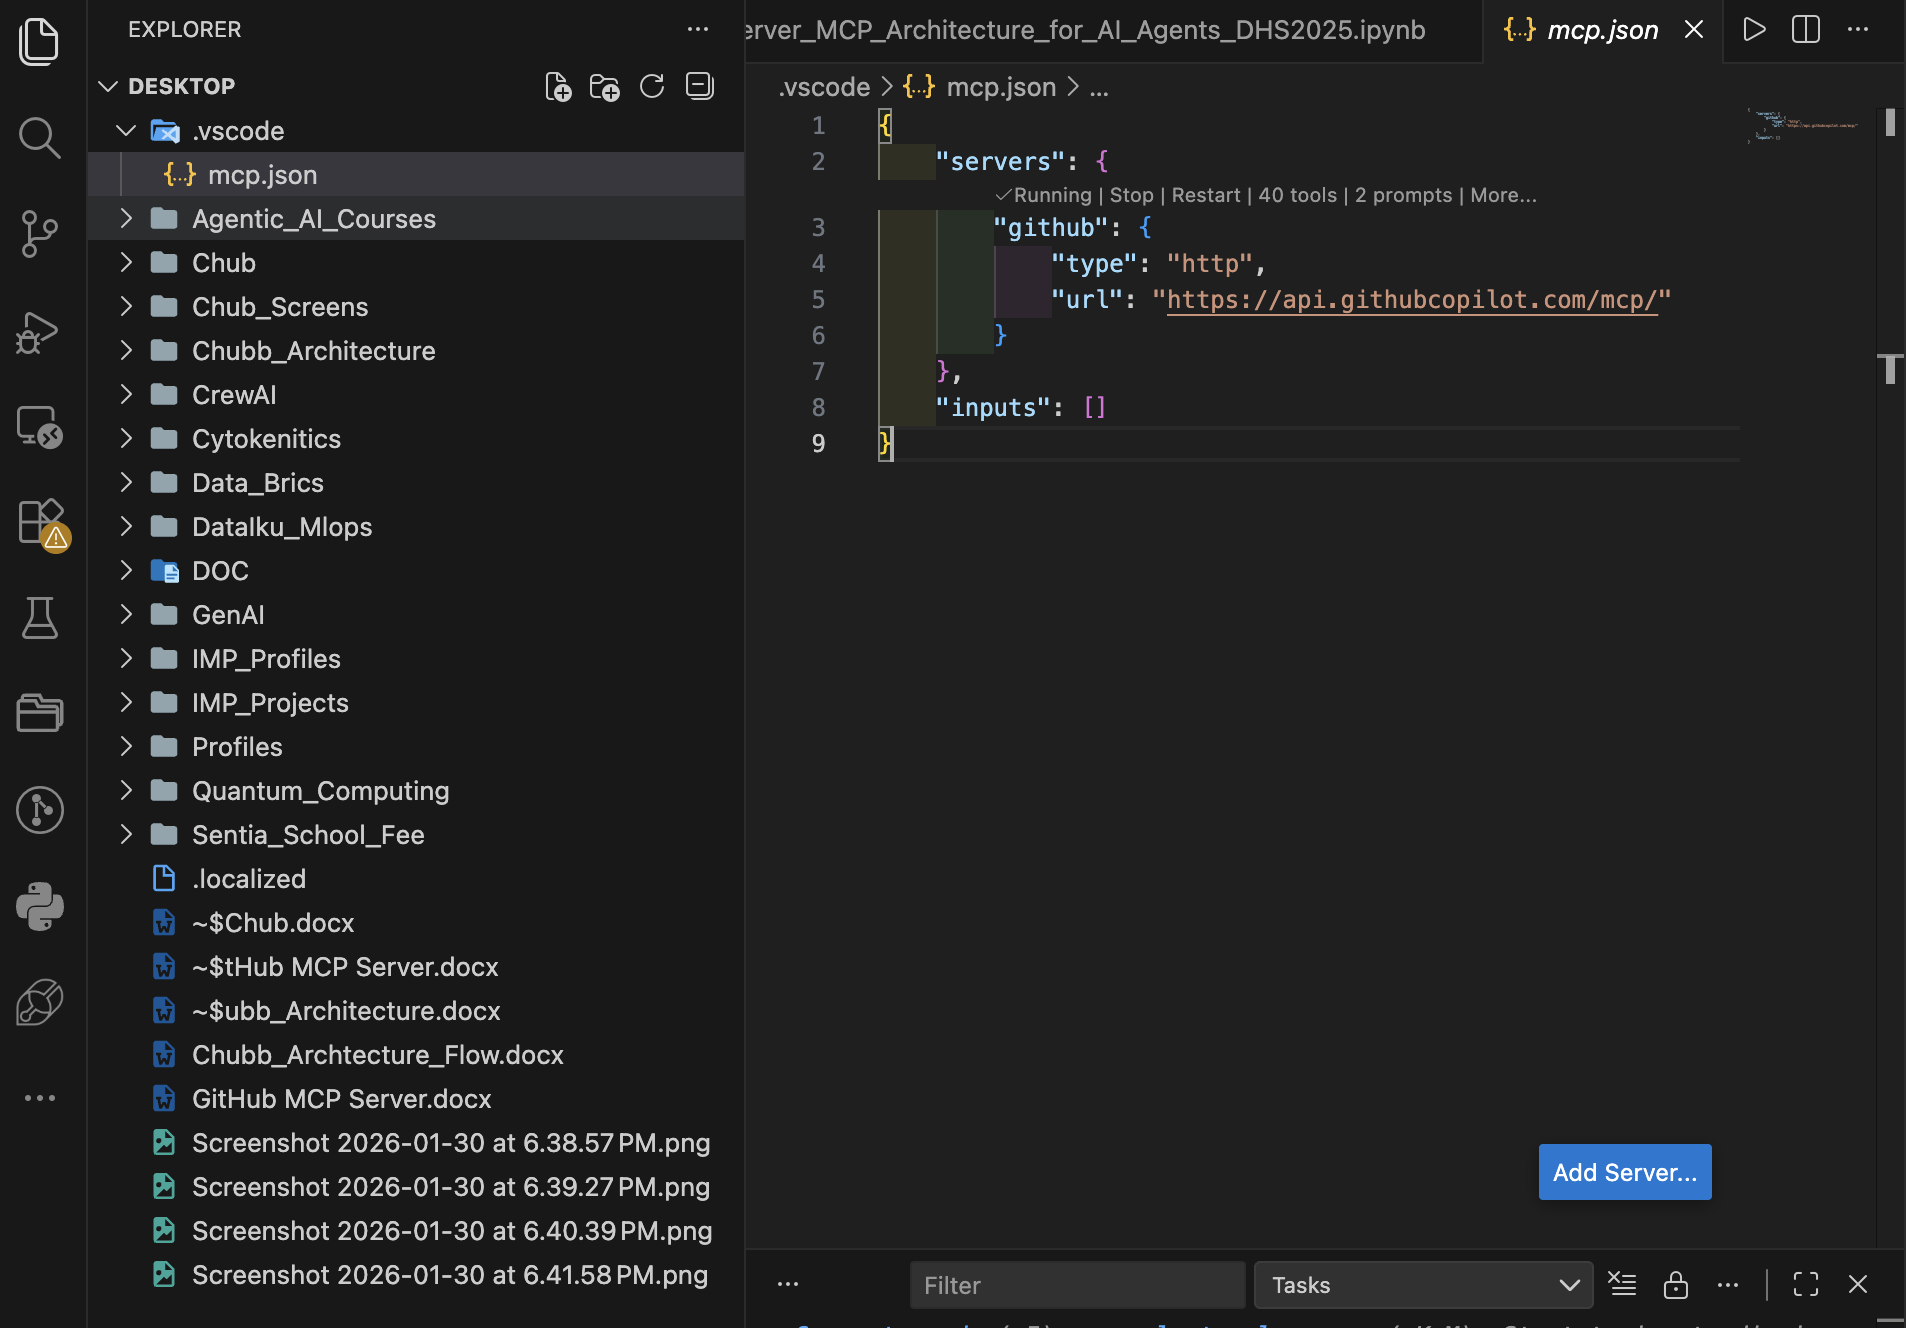 EXPLORER
DESKTOP
.vscode
mcp.json
Agentic_AI_Courses
Chub
Chub_Screens
Chubb_Architecture
CrewAI
Cytokenitics
Data_Brics
DataIku_Mlops
DOC
GenAI
IMP_Profiles
IMP_Projects
Profiles
Quantum_Computing
Sentia_School_Fee
.localized
~$Chub.docx
~$tHub MCP Server.docx
~$ubb_Architecture.docx
Chubb_Archtecture_Flow.docx
GitHub MCP Server.docx
Screenshot 2026-01-30 at 6.38.57 PM.png
Screenshot 2026-01-30 at 6.39.27 PM.png
Screenshot 2026-01-30 at 6.40.39 PM.png
Screenshot 2026-01-30 at 6.41.58 PM.png
erver_MCP_Architecture_for_AI_Agents_DHS2025.ipynb
{...} mcp.json
.vscode > {...} mcp.json > ...
1 {
2 "servers": {
✓Running | Stop | Restart | 40 tools | 2 prompts | More...
3 "github": {
4 "type": "http",
5 "url": "https://api.githubcopilot.com/mcp/"
6 }
7 },
8 "inputs": []
9 }
Add Server...
Filter
Tasks